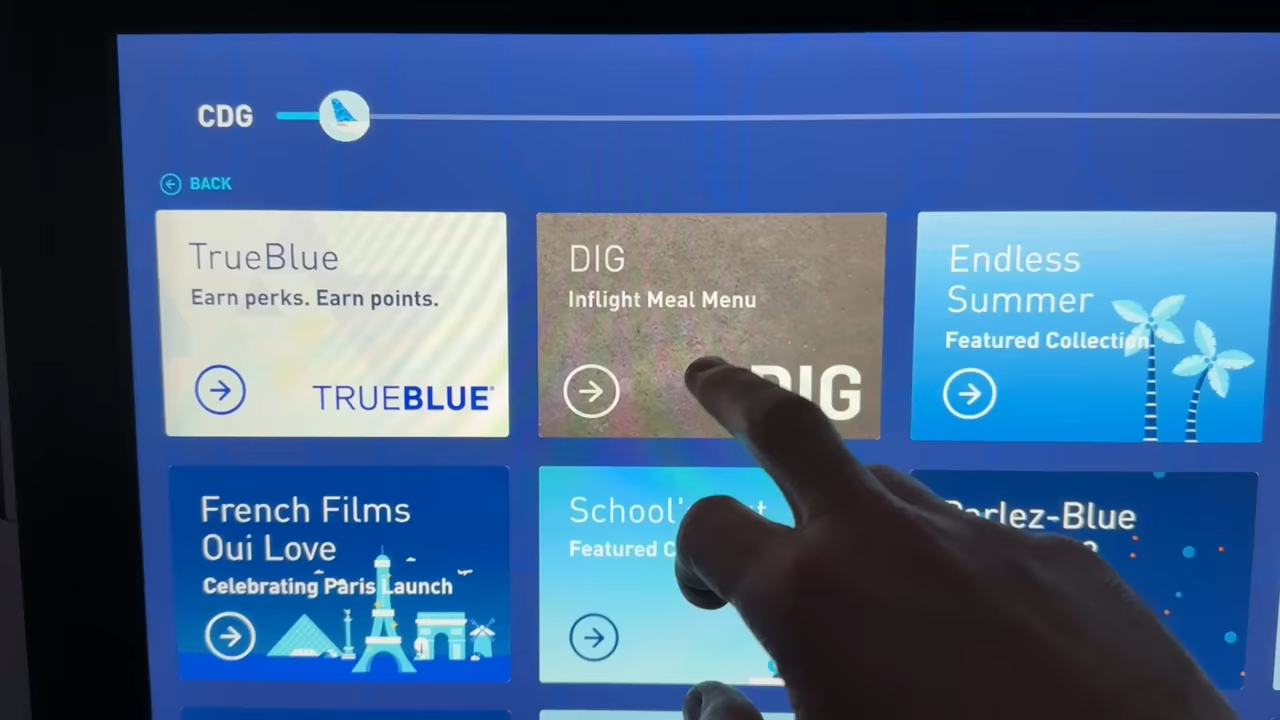 CDG
BACK
TrueBlue
Earn perks. Earn points.
TRUEBLUE
DIG
Inflight Meal Menu
DIG
Endless
Summer
Featured Collection
French Films
Oui Love
Celebrating Paris Launch
School's
Featured
Parlez-Blue